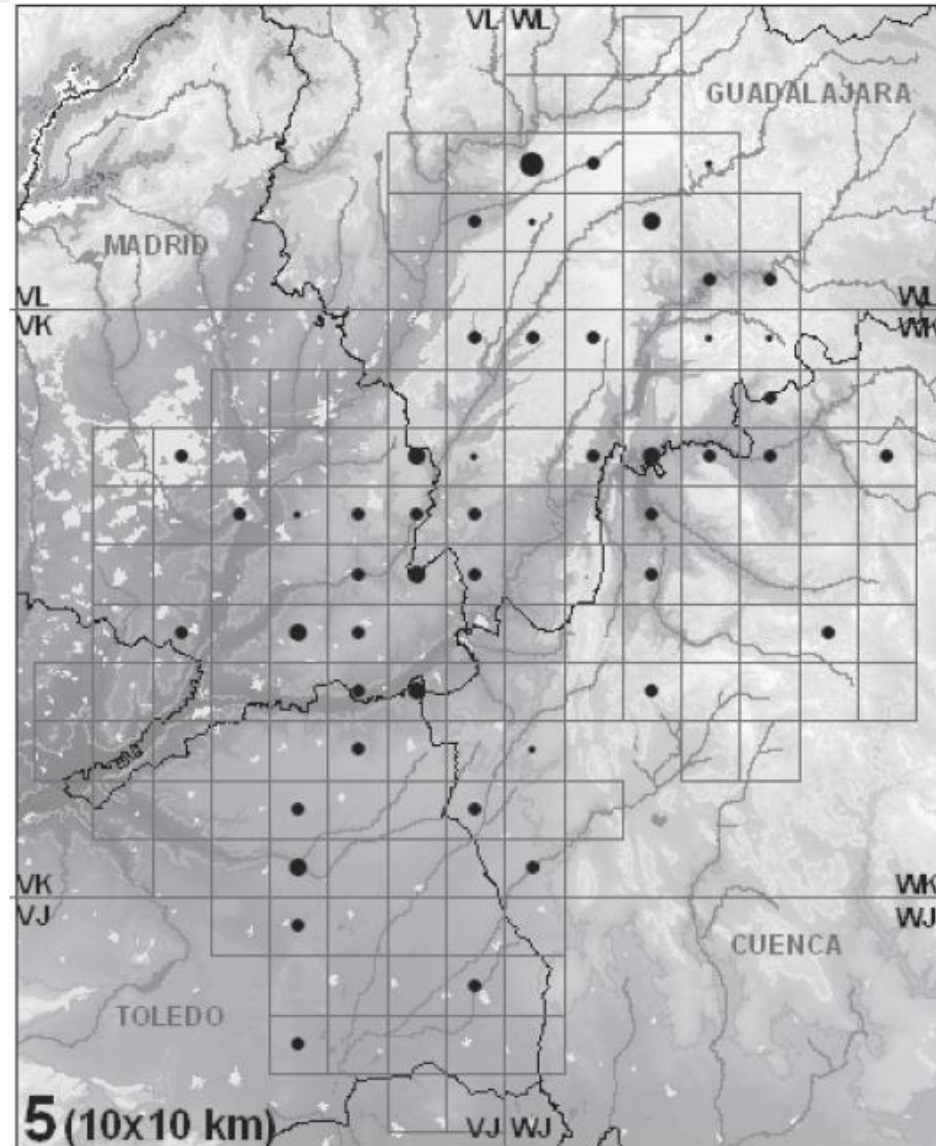 VL WL
GUADALAJARA
MADRID
VL WL
VK WK
VK WK
VJ WJ
CUENCA
TOLEDO
5 (10x10 km) VJ WJ